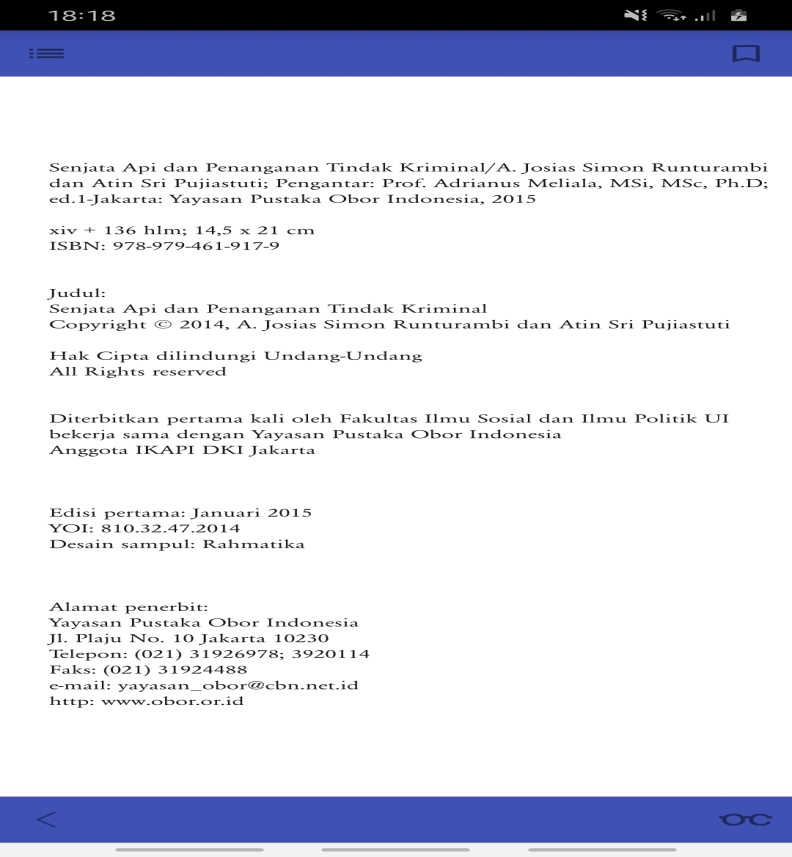 18:18
Senjata Api dan Penanganan Tindak Kriminal/A. Josias Simon Runturambi
dan Atin Sri Pujiastuti; Pengantar: Prof. Adrianus Meliala, MSi, MSc, Ph.D;
ed.1-Jakarta: Yayasan Pustaka Obor Indonesia, 2015
xiv + 136 hlm; 14,5 x 21 cm
ISBN: 978-979-461-917-9
Judul:
Senjata Api dan Penanganan Tindak Kriminal
Copyright © 2014, A. Josias Simon Runturambi dan Atin Sri Pujiastuti
Hak Cipta dilindungi Undang-Undang
All Rights reserved
Diterbitkan pertama kali oleh Fakultas Ilmu Sosial dan Ilmu Politik UI
bekerja sama dengan Yayasan Pustaka Obor Indonesia
Anggota IKAPI DKI Jakarta
Edisi pertama: Januari 2015
YOI: 810.32.47.2014
Desain sampul: Rahmatika
Alamat penerbit:
Yayasan Pustaka Obor Indonesia
Jl. Plaju No. 10 Jakarta 10230
Telepon: (021) 31926978; 3920114
Faks: (021) 31924488
e-mail: yayasan_obor@cbn.net.id
http: www.obor.or.id